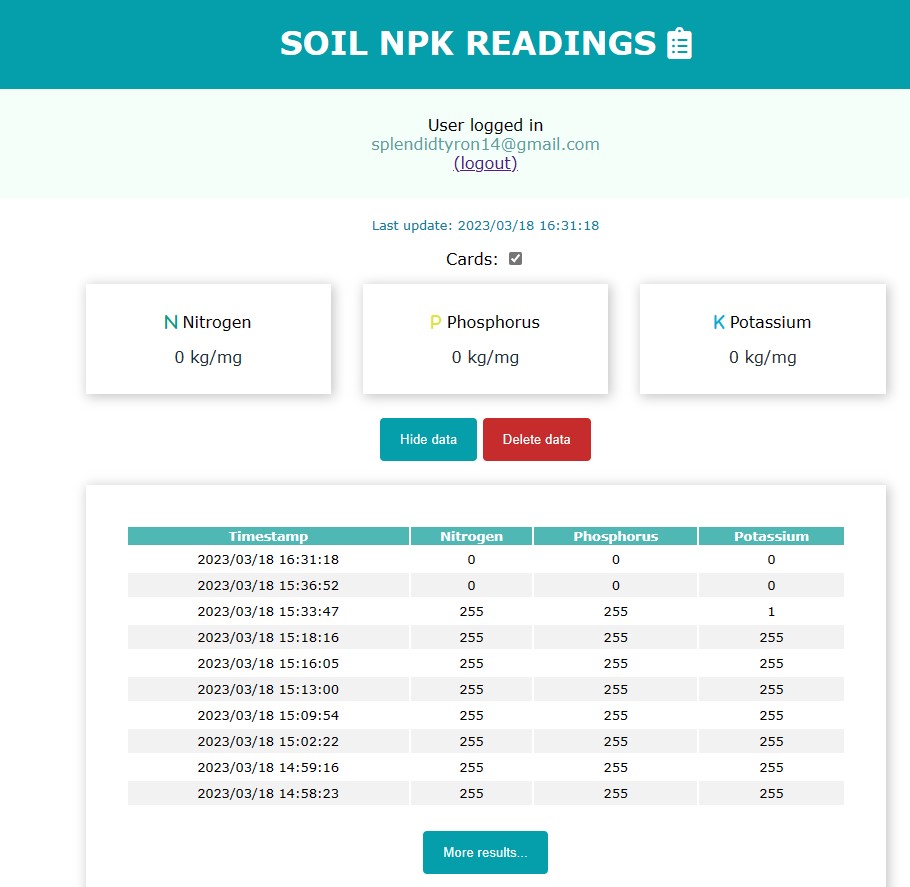 SOIL NPK READINGS
User logged in
splendidtyron14@gmail.com
(logout)
Last update: 2023/03/18 16:31:18
Cards:
N Nitrogen P Phosphorus K Potassium
0 kg/mg 0 kg/mg 0 kg/mg
Hide data Delete data
Timestamp Nitrogen Phosphorus Potassium
2023/03/18 16:31:18 0 0 0
2023/03/18 15:36:52 0 0 0
2023/03/18 15:33:47 255 255 1
2023/03/18 15:18:16 255 255 255
2023/03/18 15:16:05 255 255 255
2023/03/18 15:13:00 255 255 255
2023/03/18 15:09:54 255 255 255
2023/03/18 15:02:22 255 255 255
2023/03/18 14:59:16 255 255 255
2023/03/18 14:58:23 255 255 255
More results...